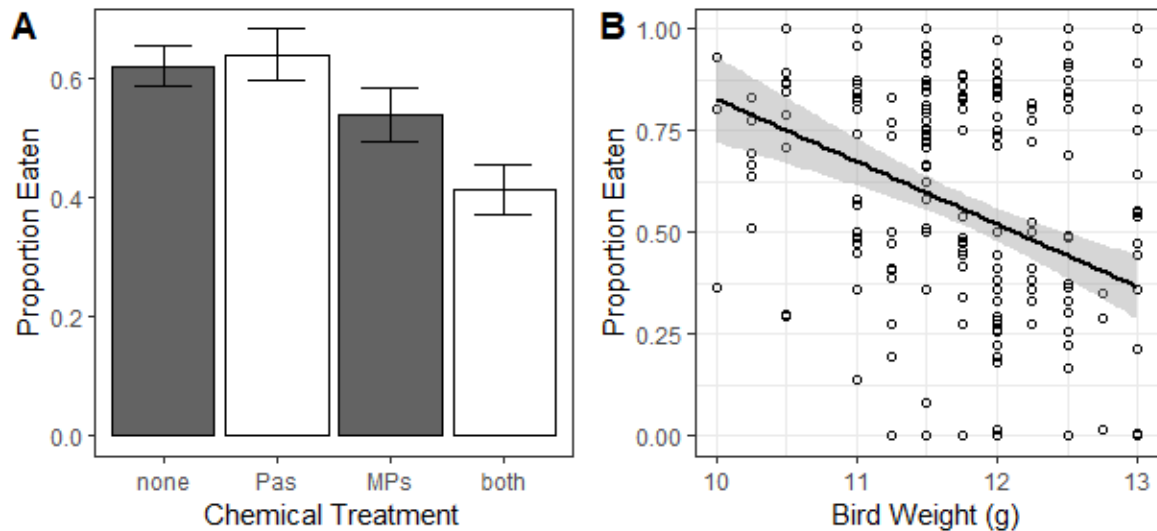 A
Proportion Eaten
0.6
0.4
0.2
0.0
none Pas MPs both
Chemical Treatment
B
Proportion Eaten
1.00
0.75
0.50
0.25
0.00
10 11 12 13
Bird Weight (g)